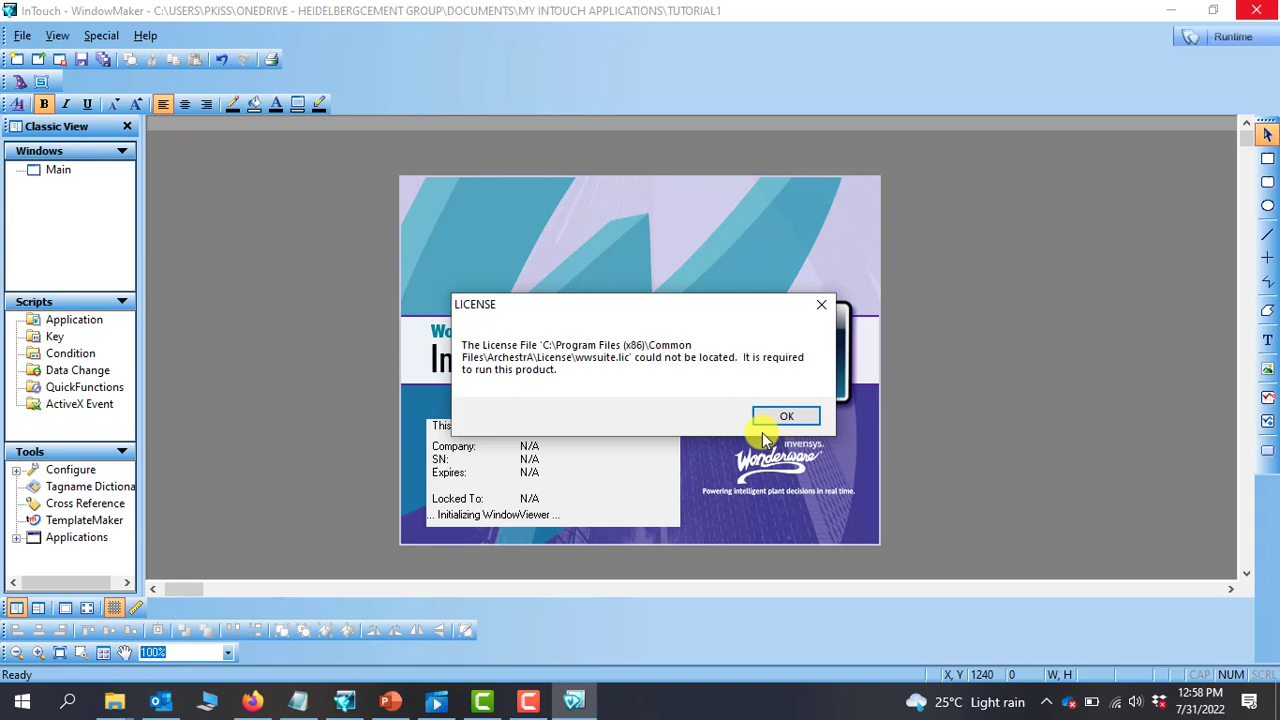 InTouch - WindowMaker - C:\USERS\PKISS\ONEDRIVE - HEIDELBERGCEMENT GROUP\DOCUMENTS\MY INTOUCH APPLICATIONS\TUTORIAL1
File View Special Help
Runtime
B I U
Classic View
Windows
Main
Scripts
Application
Key
Condition
Data Change
QuickFunctions
ActiveX Event
Tools
Configure
Tagname Dictiona
Cross Reference
TemplateMaker
Applications
LICENSE
The License File 'C:\Program Files (x86)\Common
Files\ArchestrA\License\wwsuite.lic' could not be located. It is required
to run this product.
OK
Wo
In
This
Company: N/A
SN: N/A
Expires: N/A
Locked To: N/A
... Initializing WindowViewer ...
invensys.
Wonderware
Powering intelligent plant decisions in real time.
100%
Ready
X, Y 1240 0 W, H CAP NUM SCRL
25°C Light rain
12:58 PM
7/31/2022